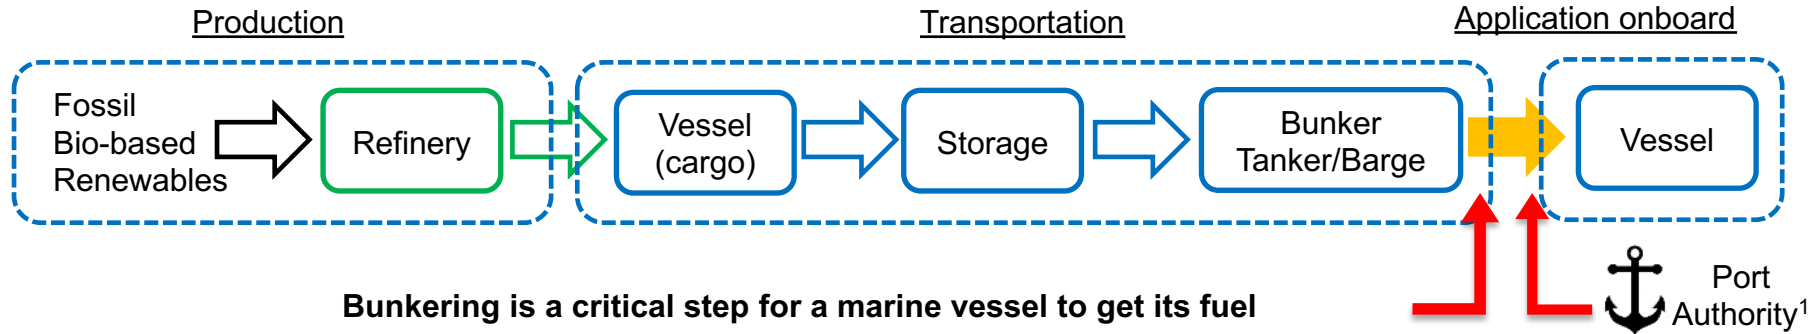 Production
Transportation
Application onboard
Fossil
Bio-based
Renewables
Refinery
Vessel
(cargo)
Storage
Bunker
Tanker/Barge
Vessel
Bunkering is a critical step for a marine vessel to get its fuel
Port
Authority¹